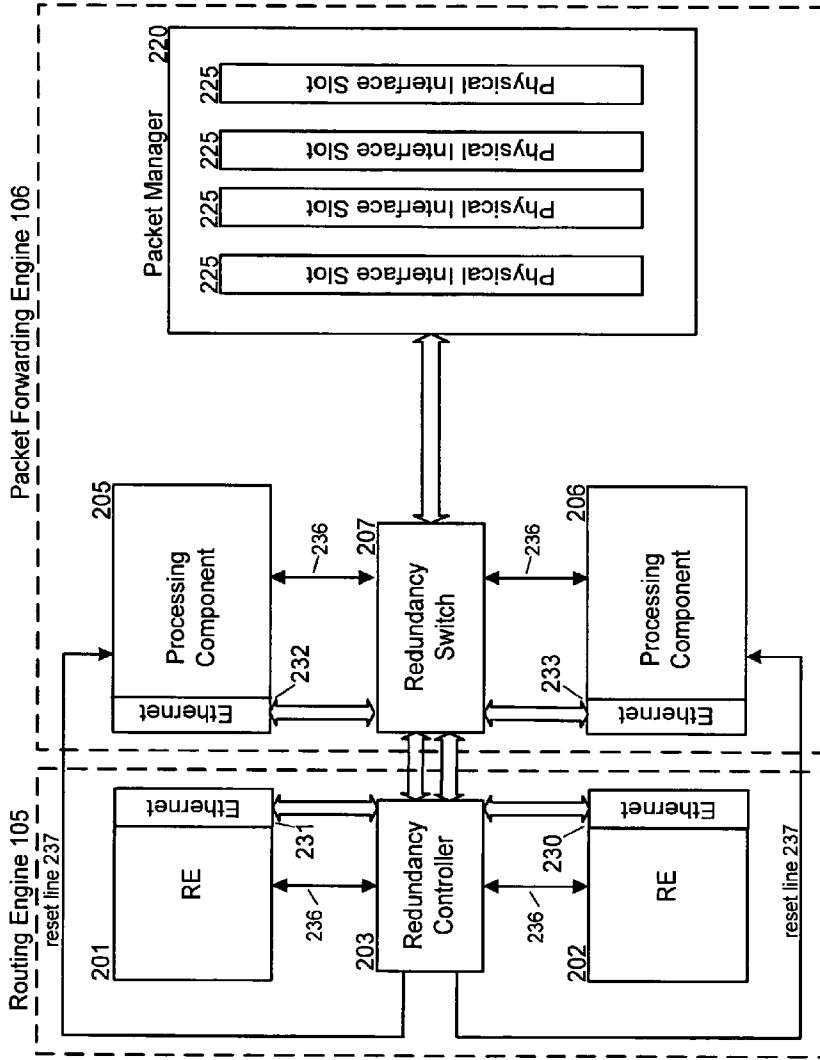 Packet Forwarding Engine 106
Packet Manager 220
225
Physical Interface Slot
225
Physical Interface Slot
225
Physical Interface Slot
225
Physical Interface Slot
205
Processing
Component
Ethernet
232
236
207
Redundancy
Switch
236
206
Processing
Component
Ethernet
233
Routing Engine 105
reset line 237
201
RE
Ethernet
231
236
203
Redundancy
Controller
236
202
RE
Ethernet
230
reset line 237